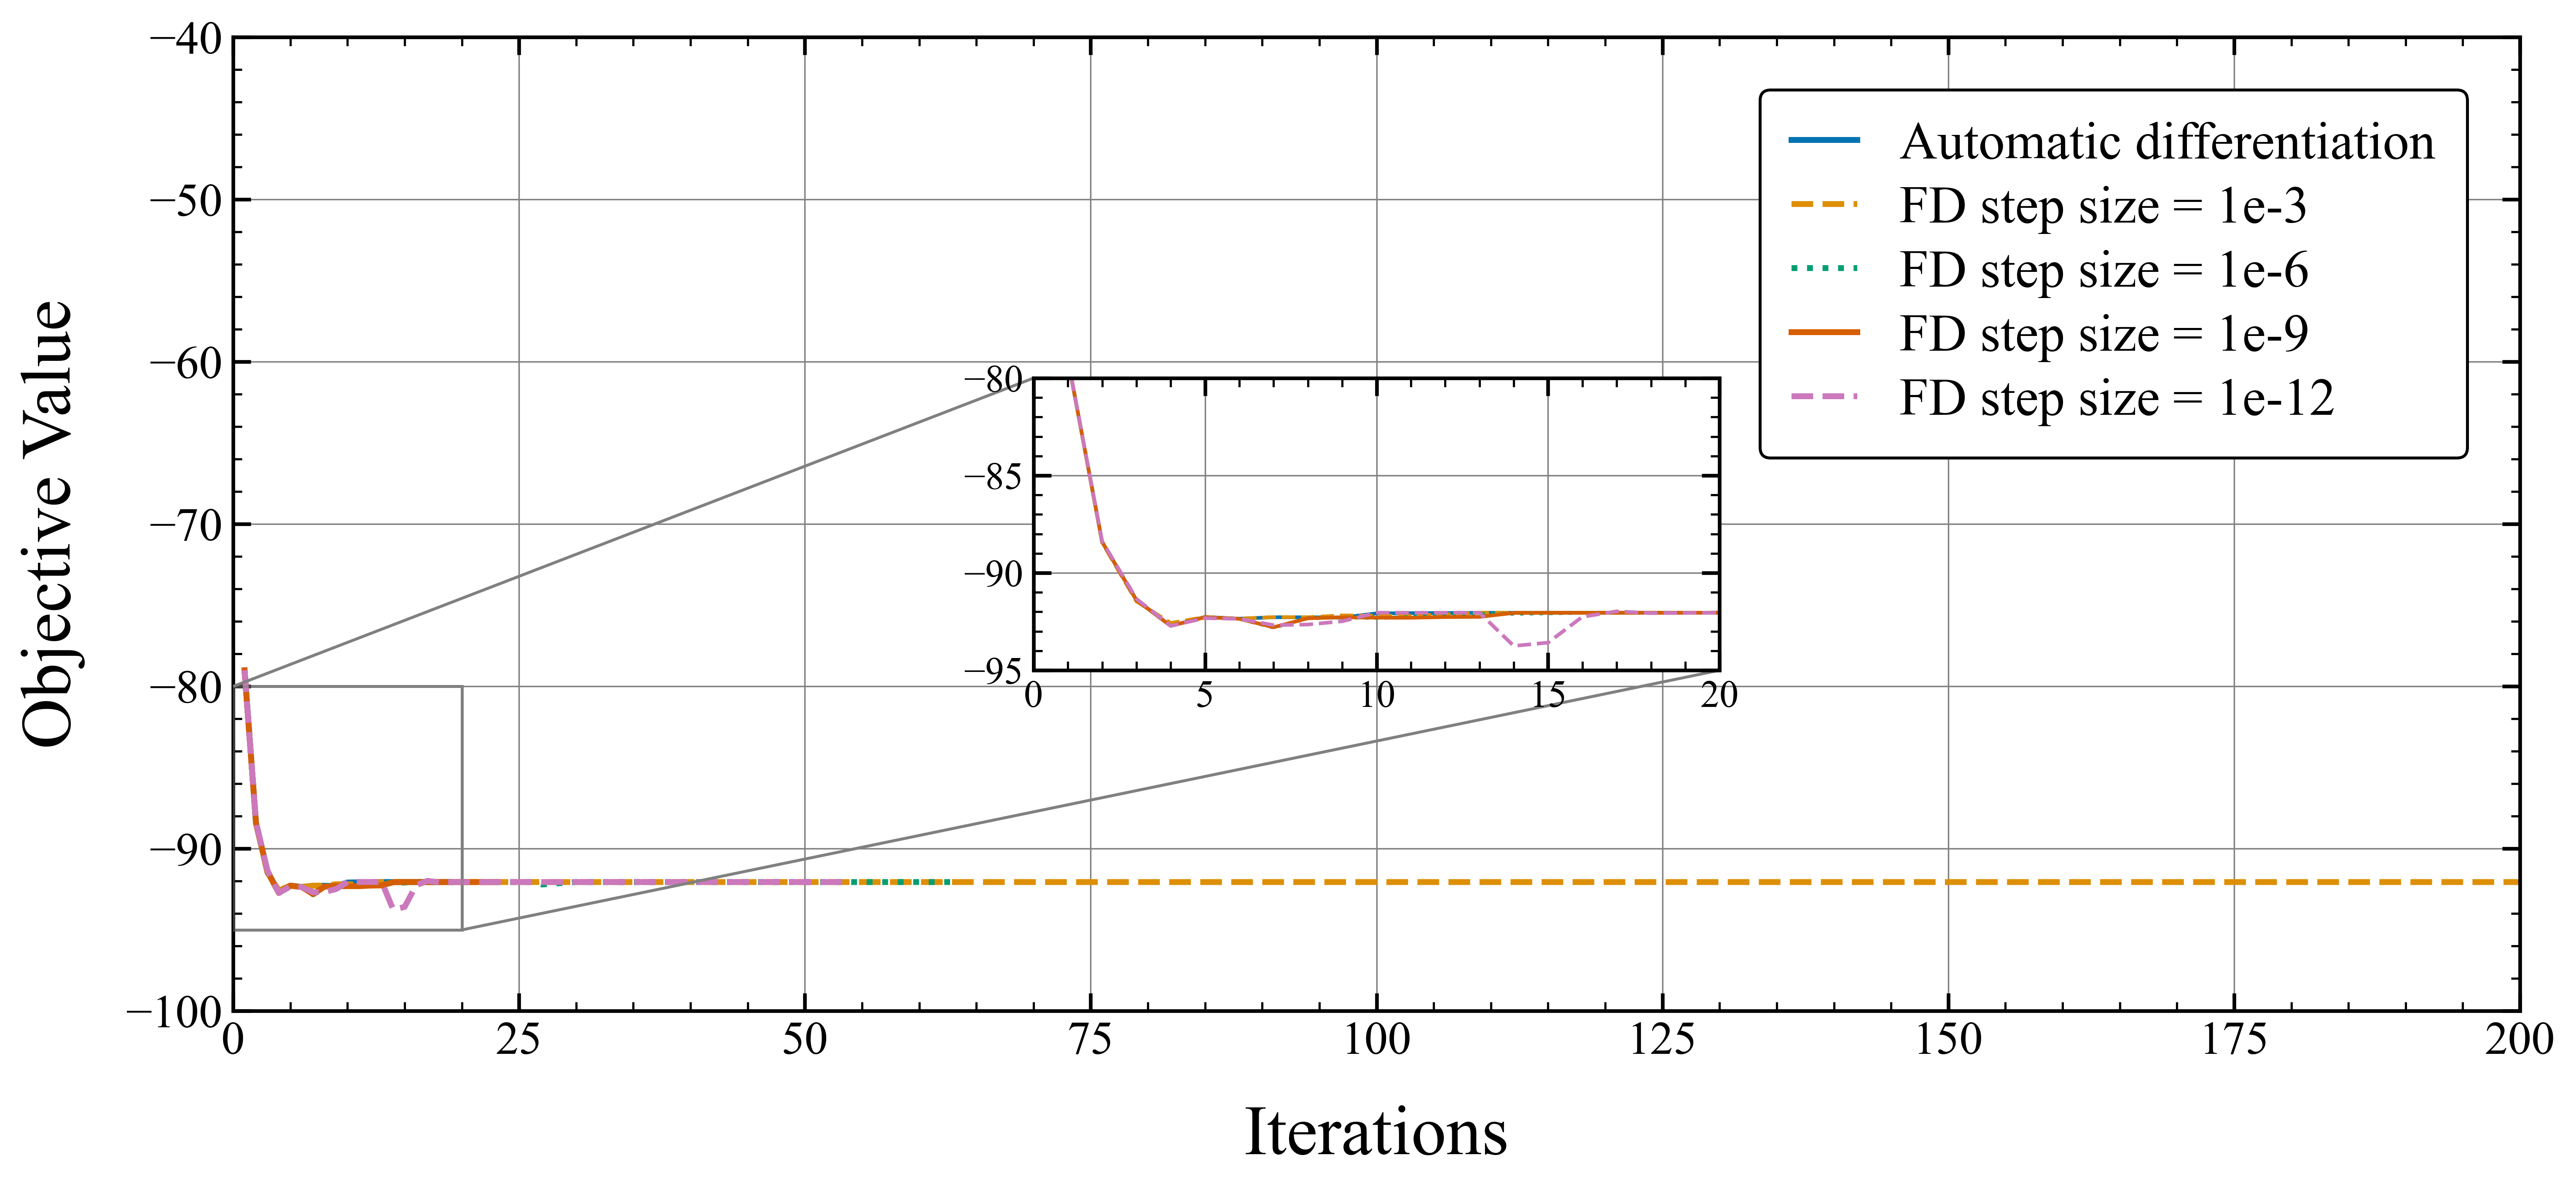 Objective Value
−40
−50
−60
−70
−80
−90
−100
0 25 50 75 100 125 150 175 200
Iterations
Automatic differentiation
FD step size = 1e-3
FD step size = 1e-6
FD step size = 1e-9
FD step size = 1e-12
−80
−85
−90
−95
0 5 10 15 20